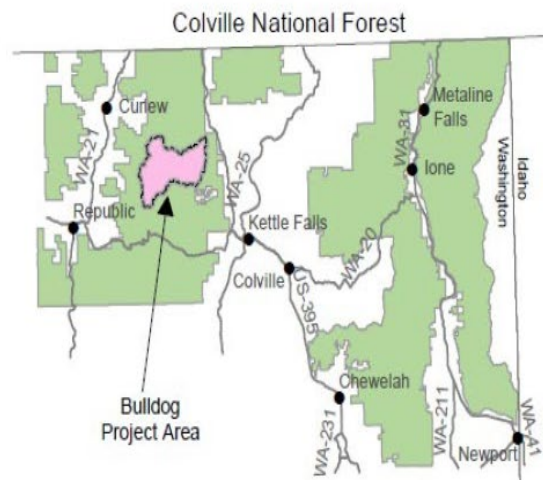 Colville National Forest
Curlew
WA-21
Republic
WA-25
Kettle Falls
Colville
US-395
WA-20
WA-31
Metaline
Falls
Ione
Washington
Idaho
Bulldog
Project Area
Chewelah
WA-231
WA-211
Newport
WA-41